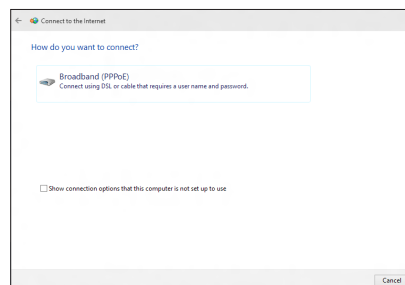 Connect to the Internet
How do you want to connect?
Broadband (PPPoE)
Connect using DSL or cable that requires a user name and password.
Show connection options that this computer is not set up to use
Cancel